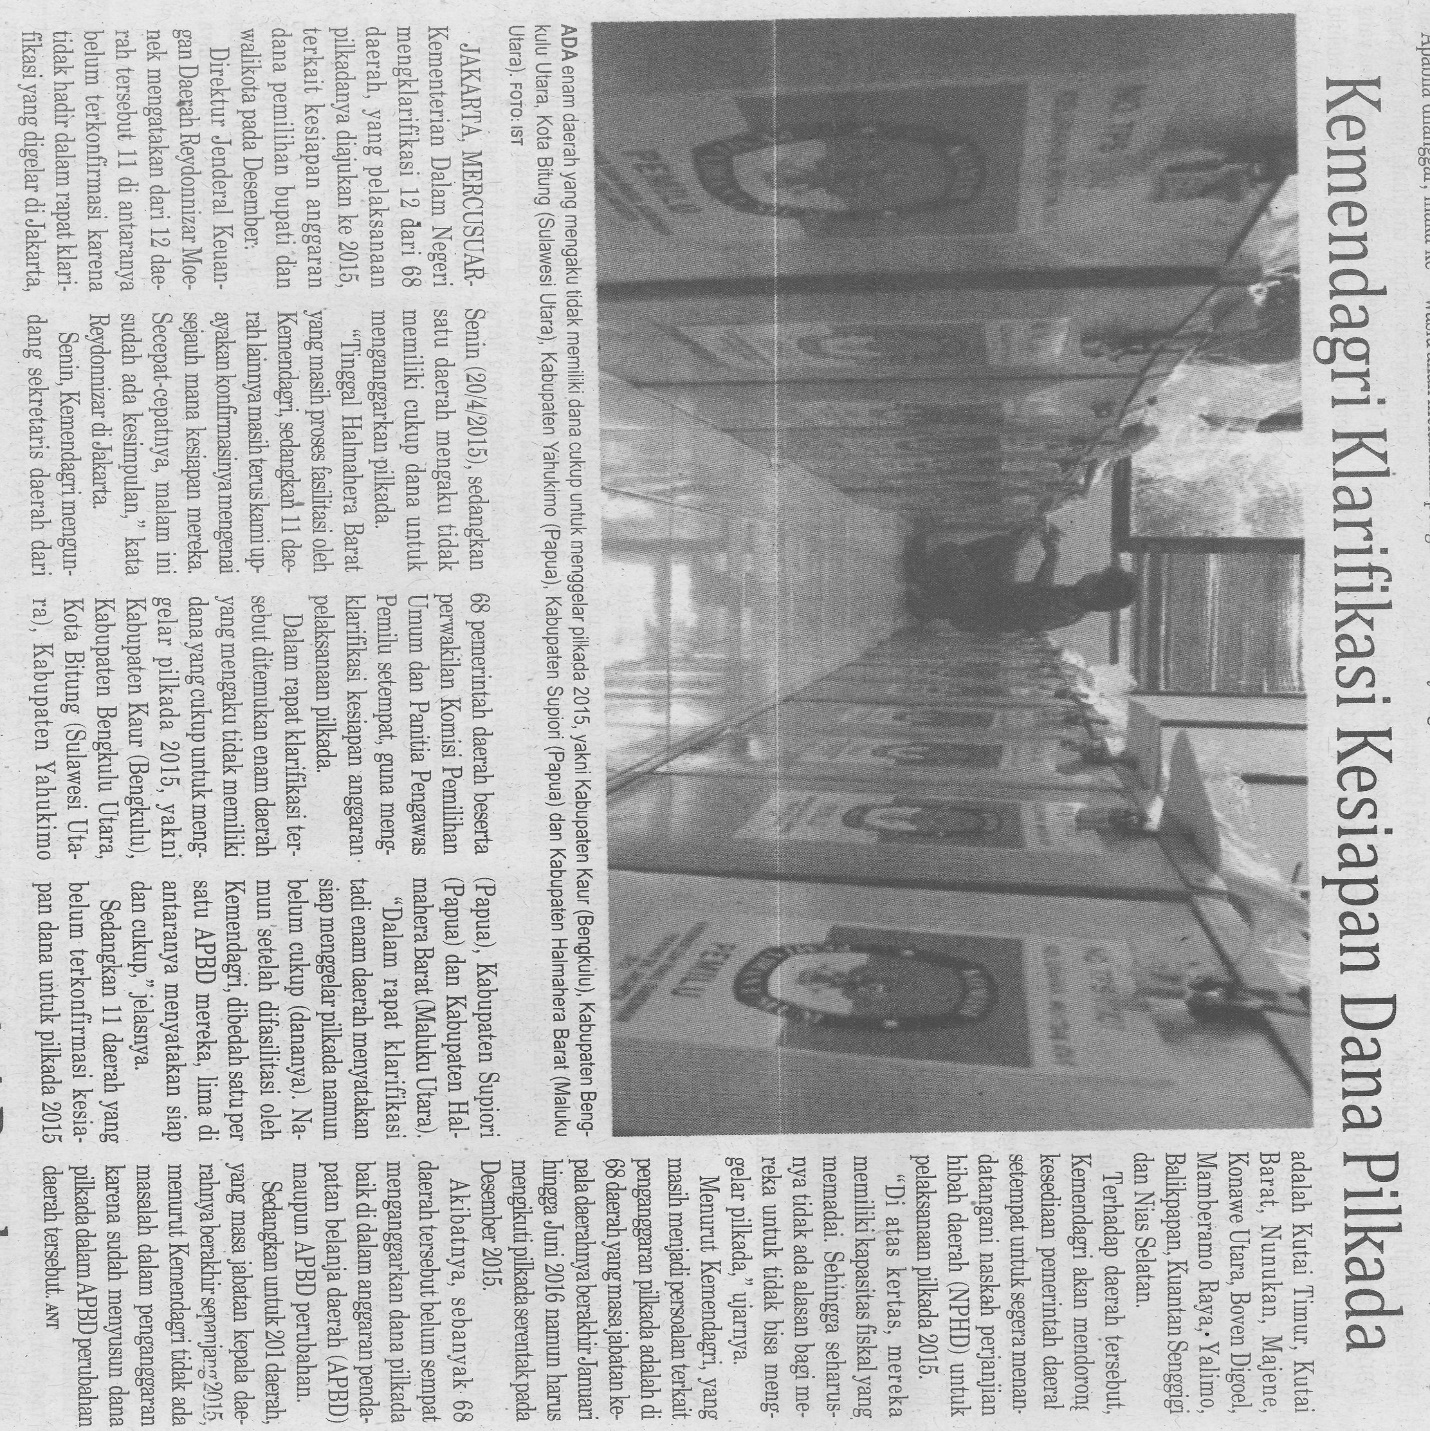 Kemendagri Klarifikasi Kesiapan Dana Pilkada
PEMILU
PEMILU
ADA enam daerah yang mengaku tidak memiliki dana cukup untuk menggelar pilkada 2015, yakni Kabupaten Kaur (Bengkulu), Kabupaten Beng-
kulu Utara, Kota Bitung (Sulawesi Utara), Kabupaten Yahukimo (Papua), Kabupaten Supiori (Papua) dan Kabupaten Halmahera Barat (Maluku
Utara). FOTO: IST
JAKARTA, MERCUSUAR-
Kementerian Dalam Negeri
mengklarifikasi 12 dari 68
daerah, yang pelaksanaan
pilkadanya diajukan ke 2015,
terkait kesiapan anggaran
dana pemilihan bupati dan
walikota pada Desember.
Direktur Jenderal Keuan-
gan Daerah Reydonnizar Moe-
nek mengatakan dari 12 dae-
rah tersebut 11 di antaranya
belum terkonfirmasi karena
tidak hadir dalam rapat klari-
fikasi yang digelar di Jakarta,
Senin (20/4/2015), sedangkan
satu daerah mengaku tidak
memiliki cukup dana untuk
menganggarkan pilkada.
“Tinggal Halmahera Barat
yang masih proses fasilitasi oleh
Kemendagri, sedangkan 11 dae-
rah lainnya masih terus kami up-
ayakan konfirmasinya mengenai
sejauh mana kesiapan mereka.
Secepat-cepatnya, malam ini
sudah ada kesimpulan,” kata
Reydonnizar di Jakarta.
Senin, Kemendagri mengun-
dang sekretaris daerah dari
68 pemerintah daerah beserta
perwakilan Komisi Pemilihan
Umum dan Panitia Pengawas
Pemilu setempat, guna meng-
klarifikasi kesiapan anggaran
pelaksanaan pilkada.
Dalam rapat klarifikasi ter-
sebut ditemukan enam daerah
yang mengaku tidak memiliki
dana yang cukup untuk meng-
gelar pilkada 2015, yakni
Kabupaten Kaur (Bengkulu),
Kabupaten Bengkulu Utara,
Kota Bitung (Sulawesi Uta-
ra), Kabupaten Yahukimo
(Papua), Kabupaten Supiori
(Papua) dan Kabupaten Hal-
mahera Barat (Maluku Utara).
“Dalam rapat klarifikasi
tadi enam daerah menyatakan
siap menggelar pilkada namun
belum cukup (dananya). Na-
mun setelah difasilitasi oleh
Kemendagri, dibedah satu per
satu APBD mereka, lima di
antaranya menyatakan siap
dan cukup,” jelasnya.
Sedangkan 11 daerah yang
belum terkonfirmasi kesia-
pan dana untuk pilkada 2015
adalah Kutai Timur, Kutai
Barat, Nunukan, Majene,
Konawe Utara, Boven Digoel,
Mamberamo Raya, Yalimo,
Balikpapan, Kuantan Senggigi
dan Nias Selatan.
Terhadap daerah tersebut,
Kemendagri akan mendorong
kesediaan pemerintah daeral
setempat untuk segera menan-
datangani naskah perjanjian
hibah daerah (NPHD) untuk
pelaksanaan pilkada 2015.
“Di atas kertas, mereka
memiliki kapasitas fiskal yang
memadai. Sehingga seharus-
nya tidak ada alasan bagi me-
reka untuk tidak bisa meng-
gelar pilkada,” ujarnya.
Menurut Kemendagri, yang
masih menjadi persoalan terkait
penganggaran pilkada adalah di
68 daerah yang masa jabatan ke-
pala daerahnya berakhir Januari
hingga Juni 2016 namun harus
mengikuti pilkada serentak pada
Desember 2015.
Akibatnya, sebanyak 68
daerah tersebut belum sempat
menganggarkan dana pilkada
baik di dalam anggaran penda-
patan belanja daerah (APBD)
maupun APBD perubahan.
Sedangkan untuk 201 daerah,
yang masa jabatan kepala dae-
rahnya berakhir sepanjang 2015,
menurut Kemendagri tidak ada
masalah dalam penganggaran
karena sudah menyusun dana
pilkada dalam APBD perubahan
daerah tersebut. ANT